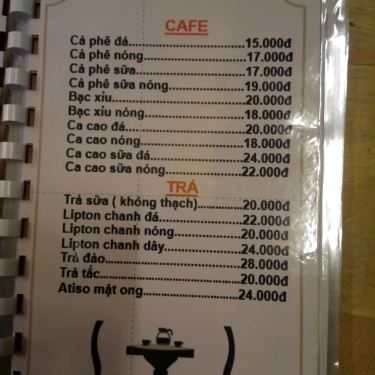 CAFE
Cà phê đá...............................15.000đ
Cà phê nóng..........................17.000đ
Cà phê sữa............................17.000đ
Cà phê sữa nóng...................19.000đ
Bạc xỉu..................................20.000đ
Bạc xỉu nóng.........................18.000đ
Ca cao đá..............................20.000đ
Ca cao nóng..........................18.000đ
Ca cao sữa đá.......................24.000đ
Ca cao sữa nóng...................22.000đ
TRÀ
Trà sữa ( không thạch)..........20.000đ
Lipton chanh đá....................22.000đ
Lipton chanh nóng................20.000đ
Lipton chanh dây..................24.000đ
Trà đào..................................28.000đ
Trà tắc...................................20.000đ
Atiso mật ong.......................24.000đ